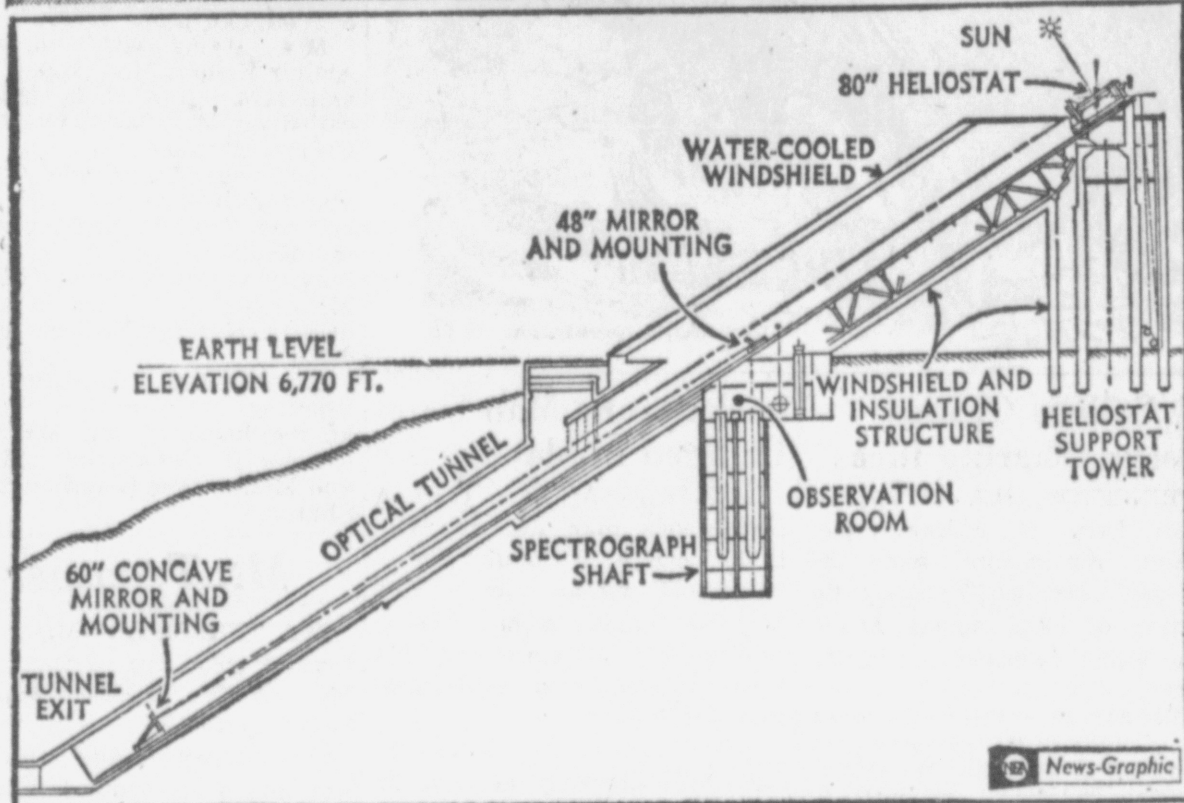 SUN
80" HELIOSTAT
WATER-COOLED
WINDSHIELD
48" MIRROR
AND MOUNTING
EARTH LEVEL
ELEVATION 6,770 FT.
WINDSHIELD AND
INSULATION
STRUCTURE
HELIOSTAT
SUPPORT
TOWER
OBSERVATION
ROOM
OPTICAL TUNNEL
SPECTROGRAPH
SHAFT
60" CONCAVE
MIRROR AND
MOUNTING
TUNNEL
EXIT
NEA News-Graphic